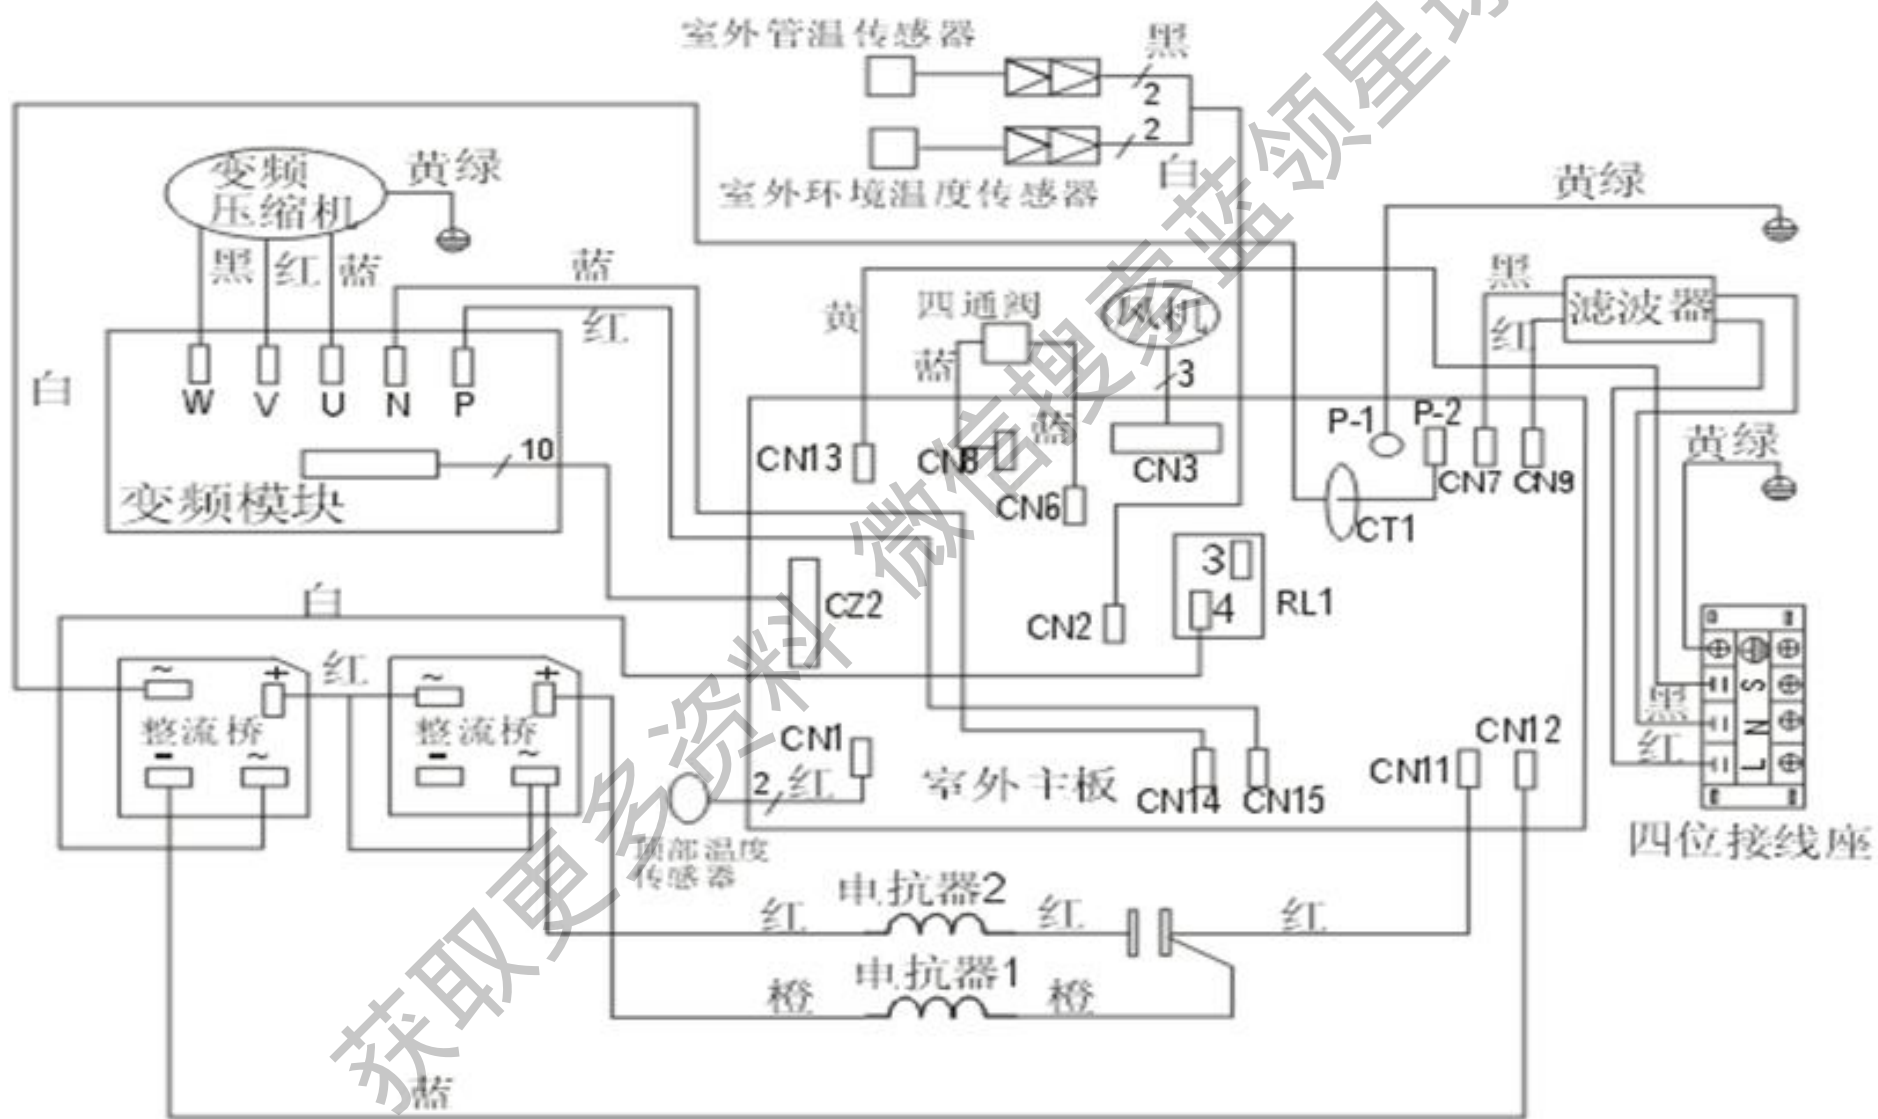 室外管温传感器
黑
2
2
白
室外环境温度传感器
变频
压缩机
黄绿
黑 红 蓝
蓝
红
白
W V U N P
10
变频模块
黄
四通阀
蓝
蓝
风机
3
黄绿
黑
红
滤波器
黄绿
P-1
P-2
CN13
CN8
CN6
CN3
CN7
CN9
CT1
CZ2
CN2
3
4
RL1
白
~
+
红
~
+
整流桥
整流桥
-
~
-
~
CN1
2
红
室外主板
CN14
CN15
CN11
CN12
黑
红
S
N
L
四位接线座
顶部温度
传感器
红
电抗器2
红
红
橙
电抗器1
橙
蓝
获取更多资料 微信搜索蓝领星球